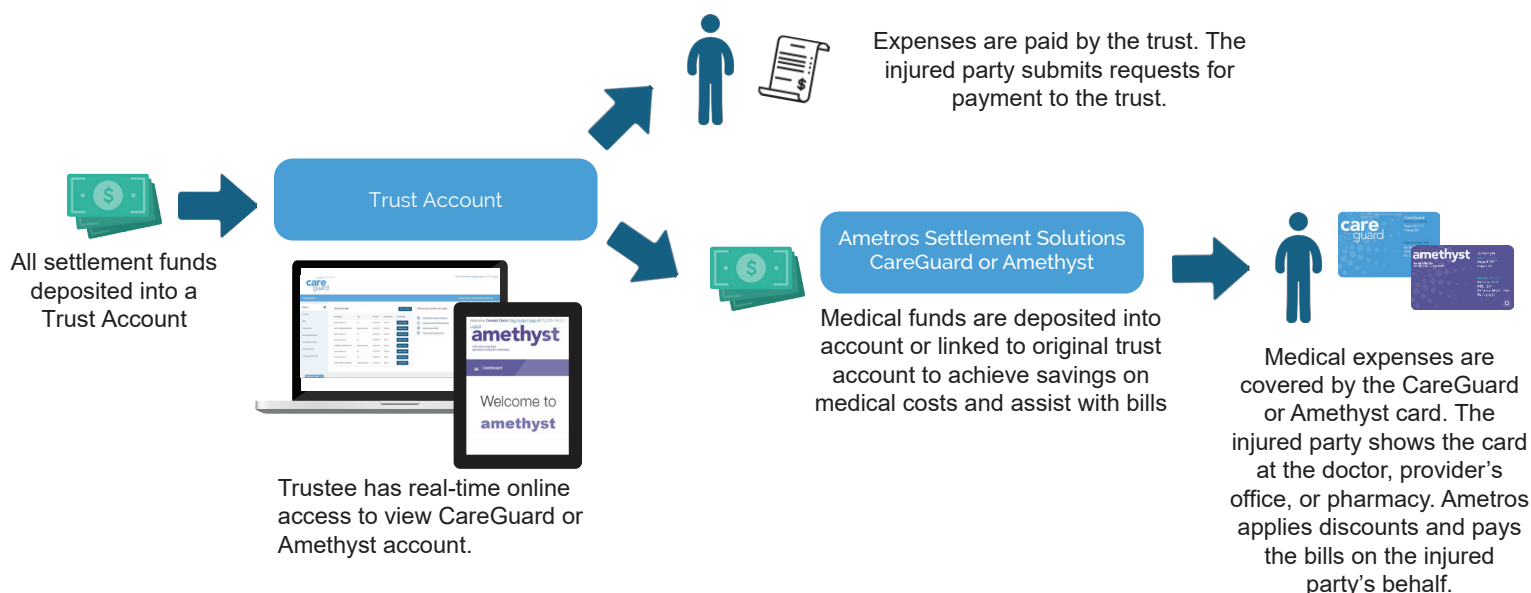 Expenses are paid by the trust. The
injured party submits requests for
payment to the trust.
Trust Account
All settlement funds
deposited into a
Trust Account
care
guard
amethyst
Dashboard
Welcome to
amethyst
Trustee has real-time online
access to view CareGuard or
Amethyst account.
Ametros Settlement Solutions
CareGuard or Amethyst
Medical funds are deposited into
account or linked to original trust
account to achieve savings on
medical costs and assist with bills
care
guard
CareGuard
amethyst
Medical expenses are
covered by the CareGuard
or Amethyst card. The
injured party shows the card
at the doctor, provider’s
office, or pharmacy. Ametros
applies discounts and pays
the bills on the injured
party’s behalf.